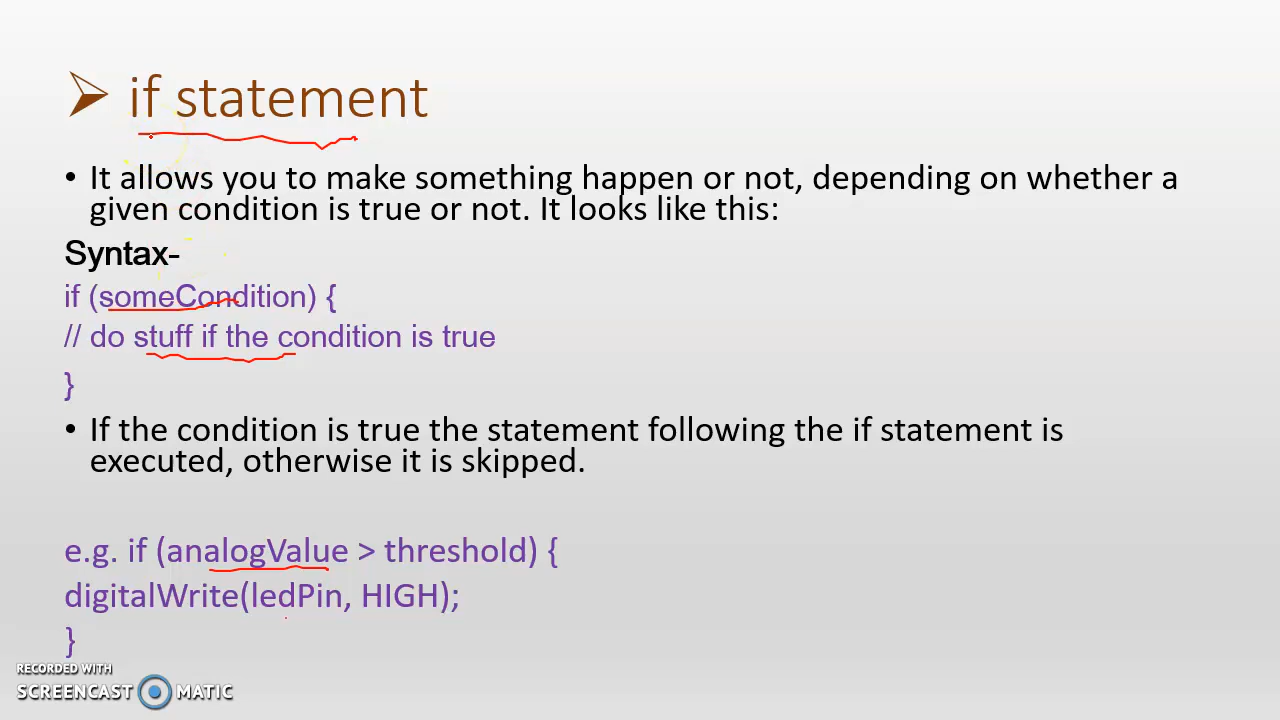 ➢ if statement
• It allows you to make something happen or not, depending on whether a
given condition is true or not. It looks like this:
Syntax-
if (someCondition) {
// do stuff if the condition is true
}
• If the condition is true the statement following the if statement is
executed, otherwise it is skipped.
e.g. if (analogValue > threshold) {
digitalWrite(ledPin, HIGH);
}
RECORDED WITH
SCREENCAST MATIC